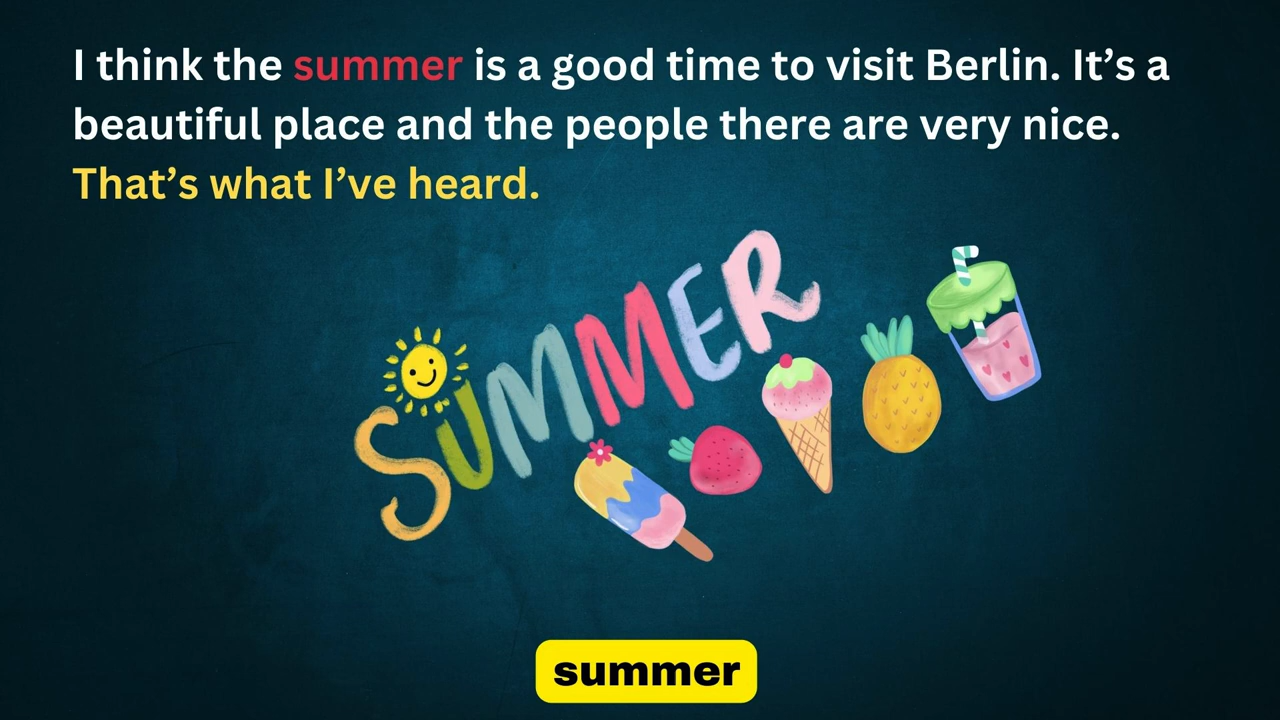 I think the summer is a good time to visit Berlin. It’s a
beautiful place and the people there are very nice.
That’s what I’ve heard.
SUMMER
summer